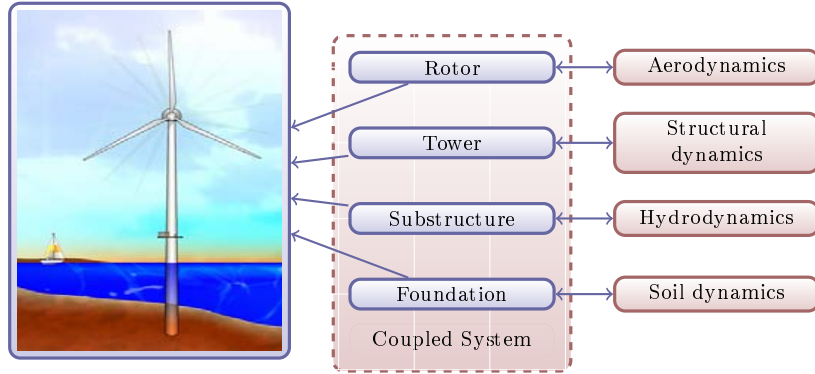 Rotor
Aerodynamics
Tower
Structural
dynamics
Substructure
Hydrodynamics
Foundation
Soil dynamics
Coupled System